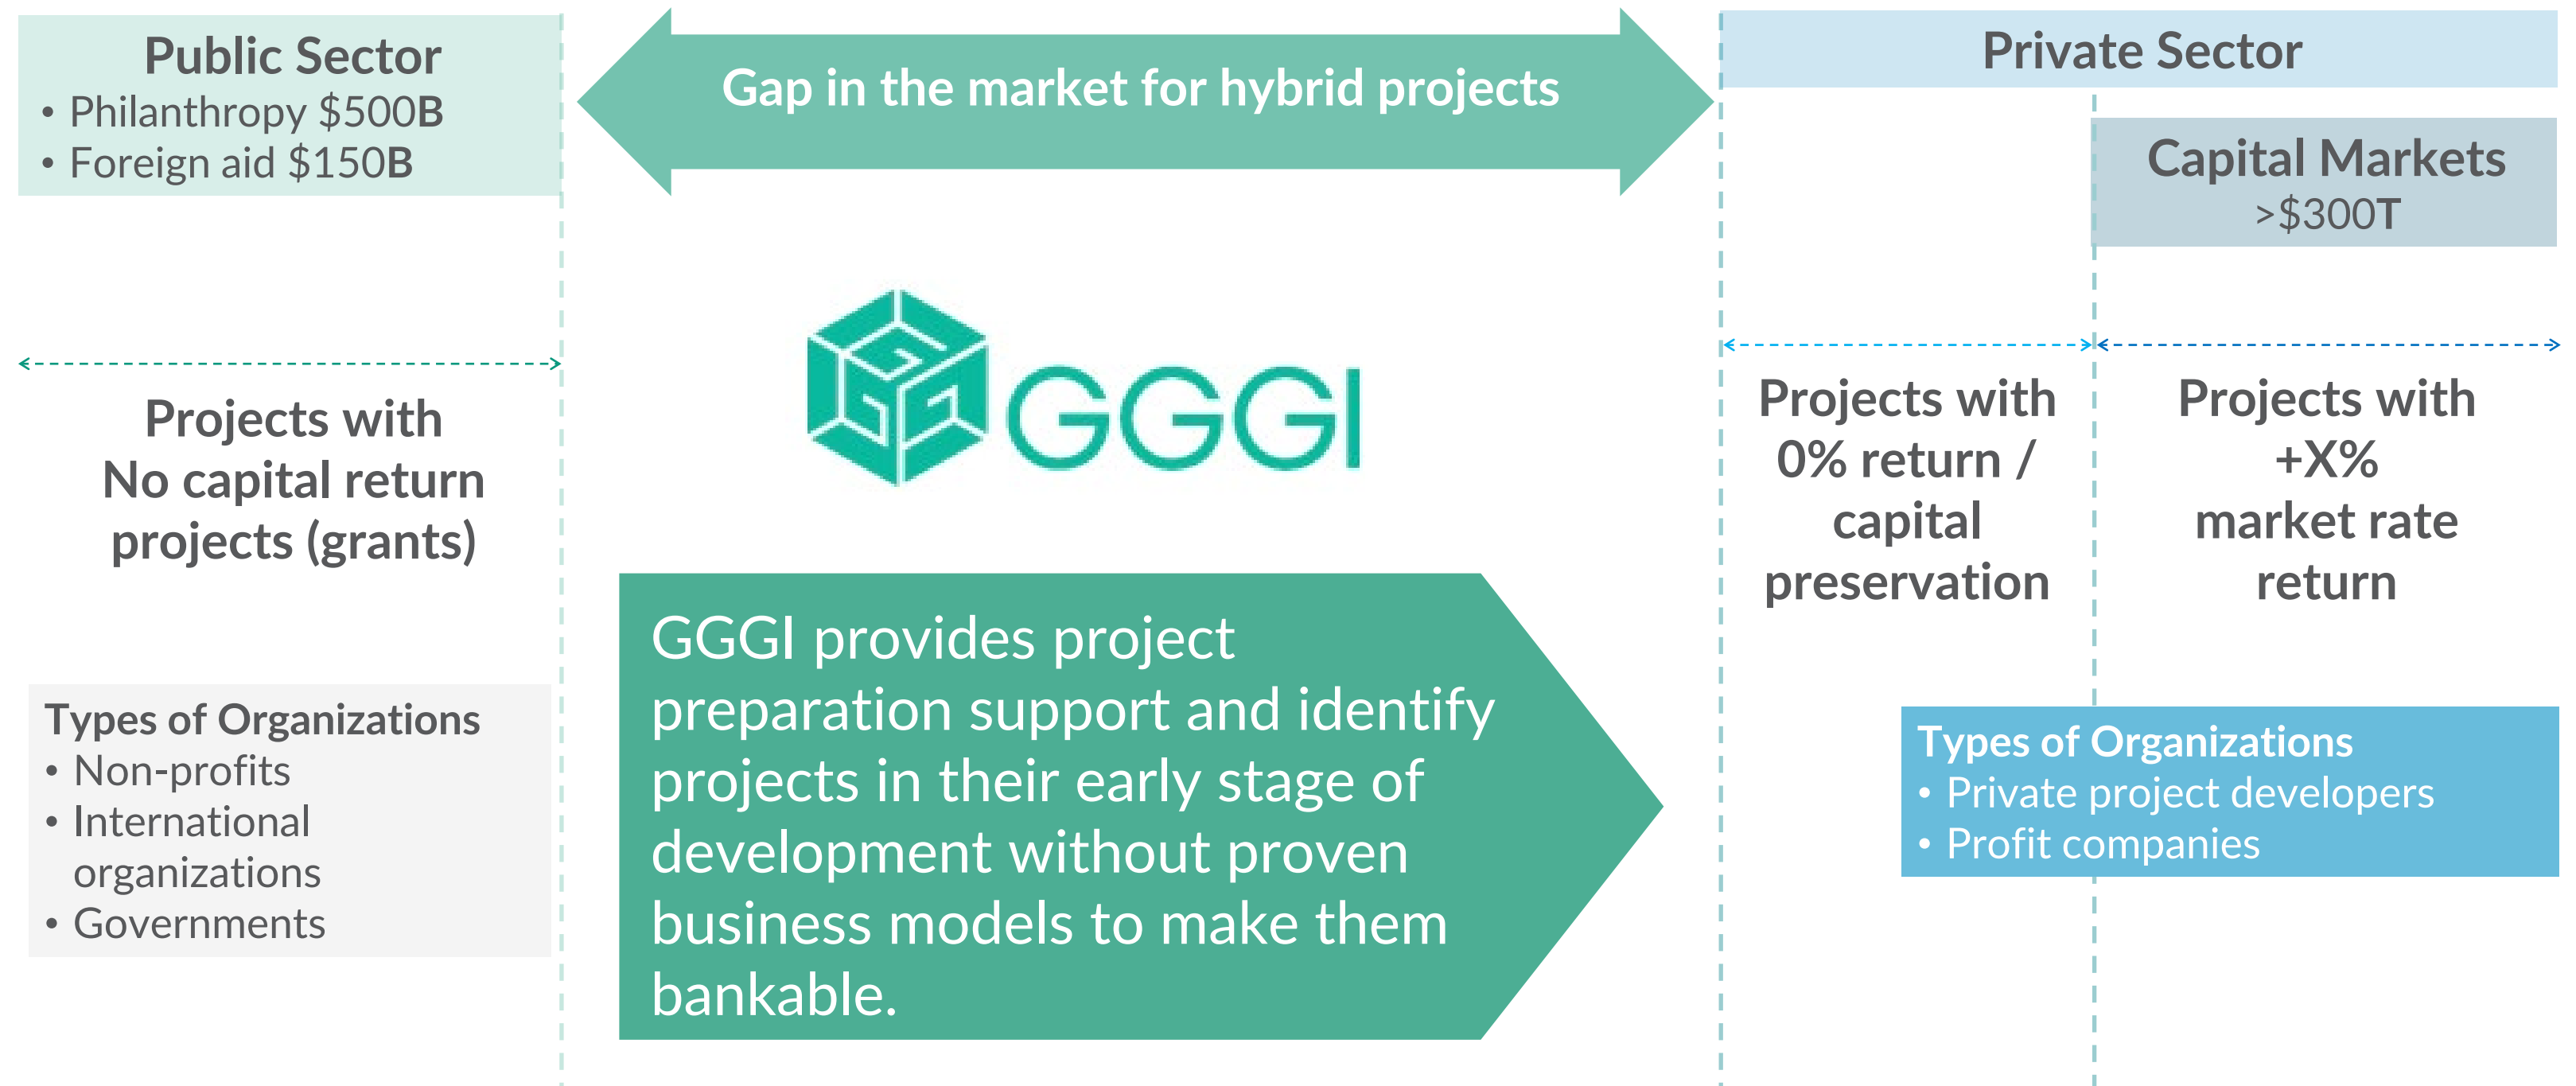 Public Sector
• Philanthropy $500B
• Foreign aid $150B
Gap in the market for hybrid projects
Private Sector
Capital Markets
>$300T
GGGI
Projects with
No capital return
projects (grants)
Projects with
0% return /
capital
preservation
Projects with
+X%
market rate
return
Types of Organizations
• Non-profits
• International
organizations
• Governments
GGGI provides project
preparation support and identify
projects in their early stage of
development without proven
business models to make them
bankable.
Types of Organizations
• Private project developers
• Profit companies